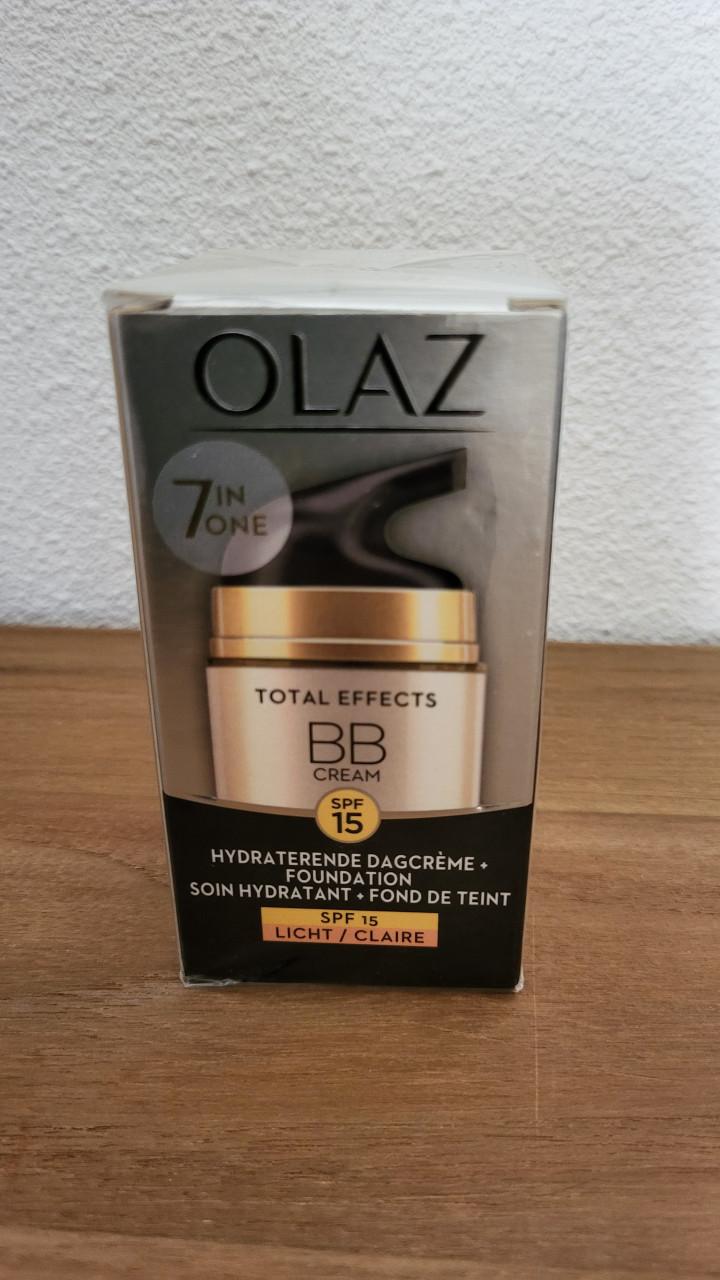 OLAZ
7 IN
ONE
TOTAL EFFECTS
BB
CREAM
SPF
15
HYDRATERENDE DAGCRÈME +
FOUNDATION
SOIN HYDRATANT + FOND DE TEINT
SPF 15
LICHT / CLAIRE